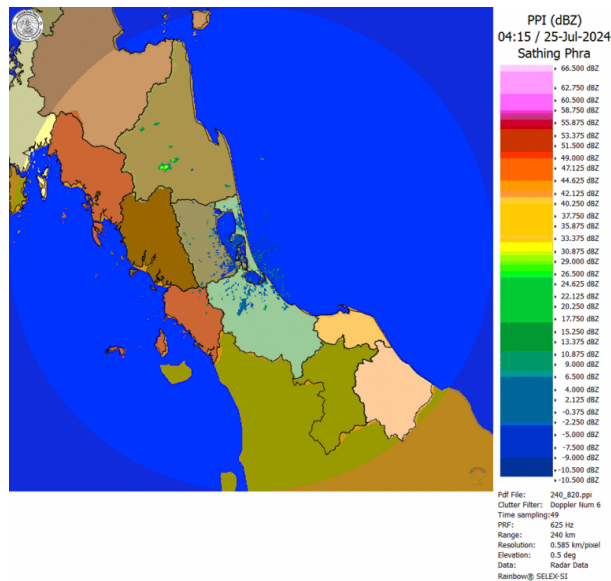 PPI (dBZ)
04:15 / 25-Jul-2024
Sathing Phra
66.500 dBZ
62.750 dBZ
60.500 dBZ
58.750 dBZ
55.875 dBZ
53.375 dBZ
51.500 dBZ
49.000 dBZ
47.125 dBZ
44.625 dBZ
42.125 dBZ
40.250 dBZ
37.750 dBZ
35.875 dBZ
33.375 dBZ
30.875 dBZ
29.000 dBZ
26.500 dBZ
24.625 dBZ
22.125 dBZ
20.250 dBZ
17.750 dBZ
15.250 dBZ
13.375 dBZ
10.875 dBZ
9.000 dBZ
6.500 dBZ
4.000 dBZ
2.125 dBZ
-0.375 dBZ
-2.250 dBZ
-5.000 dBZ
-7.500 dBZ
-9.000 dBZ
-10.500 dBZ
-10.500 dBZ
Pdf File: 240_820.ppi
Clutter Filter: Doppler Num 6
Time sampling:49
PRF: 625 Hz
Range: 240 km
Resolution: 0.585 km/pixel
Elevation: 0.5 deg
Data: Radar Data
Rainbow® SELEX-SI